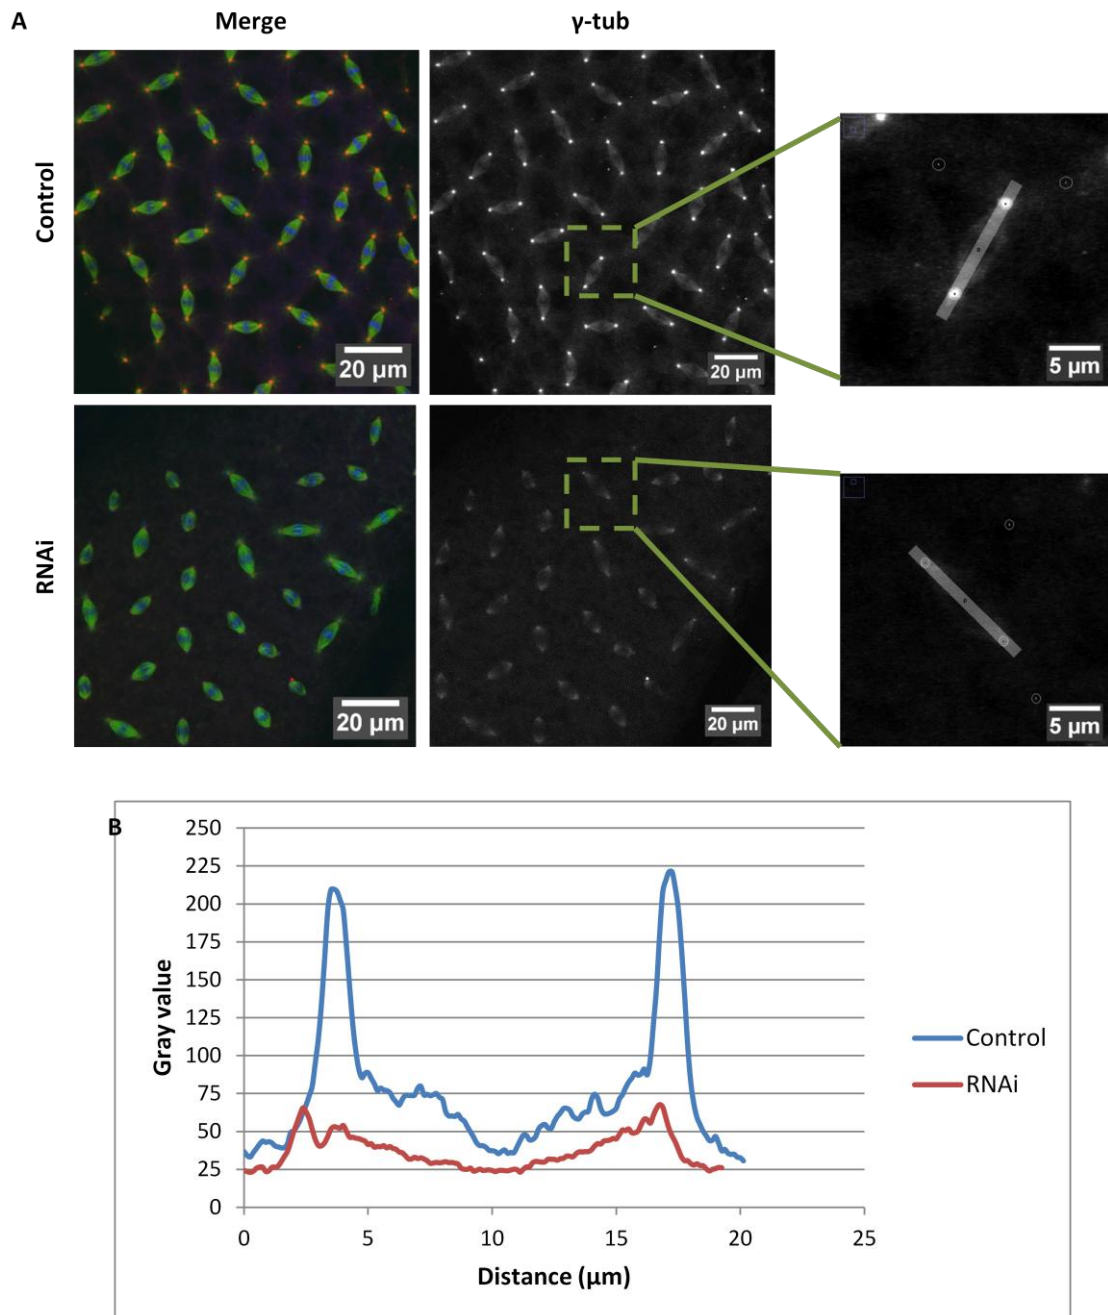 A
Merge
γ-tub
Control
20 μm
20 μm
5 μm
RNAi
20 μm
20 μm
5 μm
B
250
225
200
175
150
125
100
75
50
25
0
Gray value
0 5 10 15 20 25
Distance (μm)
Control
RNAi